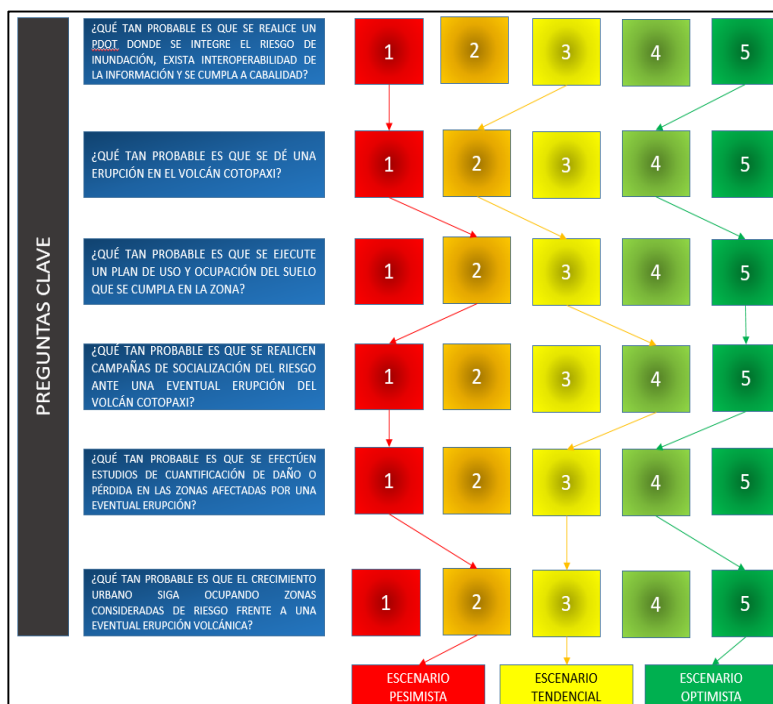 PREGUNTAS CLAVE
¿QUÉ TAN PROBABLE ES QUE SE REALICE UN
PDOT DONDE SE INTEGRE EL RIESGO DE
INUNDACIÓN, EXISTA INTEROPERABILIDAD DE
LA INFORMACIÓN Y SE CUMPLA A CABALIDAD?
1 2 3 4 5
¿QUÉ TAN PROBABLE ES QUE SE DÉ UNA
ERUPCIÓN EN EL VOLCÁN COTOPAXI?
1 2 3 4 5
¿QUÉ TAN PROBABLE ES QUE SE EJECUTE
UN PLAN DE USO Y OCUPACIÓN DEL SUELO
QUE SE CUMPLA EN LA ZONA?
1 2 3 4 5
¿QUÉ TAN PROBABLE ES QUE SE REALICEN
CAMPAÑAS DE SOCIALIZACIÓN DEL RIESGO
ANTE UNA EVENTUAL ERUPCIÓN DEL
VOLCÁN COTOPAXI?
1 2 3 4 5
¿QUÉ TAN PROBABLE ES QUE SE EFECTÚEN
ESTUDIOS DE CUANTIFICACIÓN DE DAÑO O
PÉRDIDA EN LAS ZONAS AFECTADAS POR UNA
EVENTUAL ERUPCIÓN?
1 2 3 4 5
¿QUÉ TAN PROBABLE ES QUE EL CRECIMIENTO
URBANO SIGA OCUPANDO ZONAS
CONSIDERADAS DE RIESGO FRENTE A UNA
EVENTUAL ERUPCIÓN VOLCÁNICA?
1 2 3 4 5
ESCENARIO
PESIMISTA
ESCENARIO
TENDENCIAL
ESCENARIO
OPTIMISTA